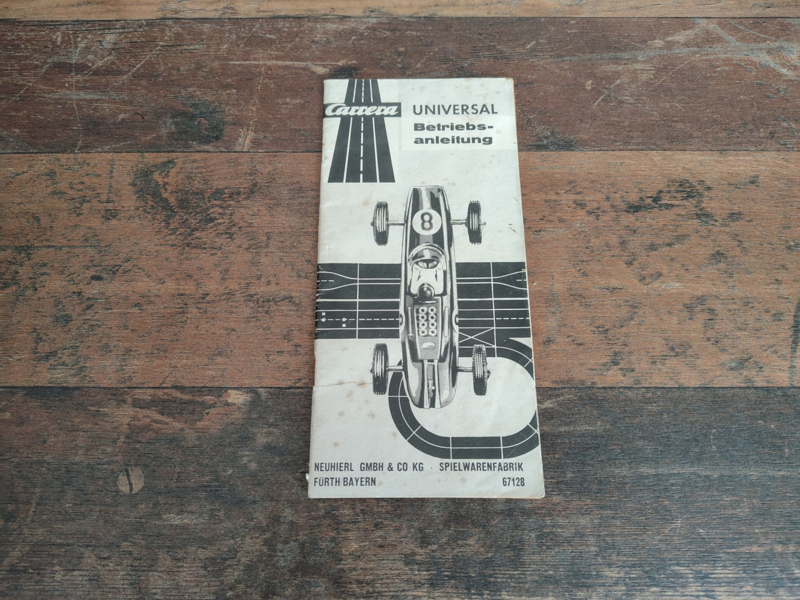 Carrera
UNIVERSAL
Betriebs-
anleitung
8
NEUHIERL GMBH & CO KG · SPIELWARENFABRIK
FÜRTH BAYERN 67128